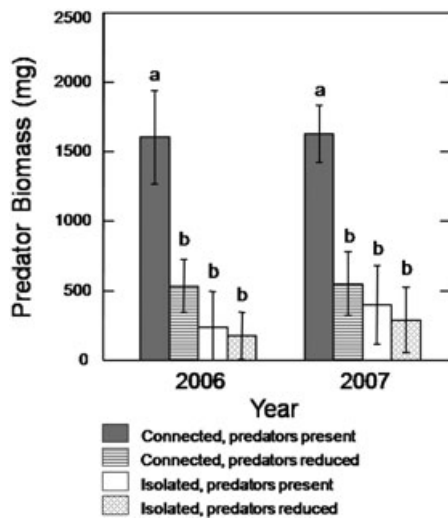 2500
2000
1500
1000
500
0
Predator Biomass (mg)
a
b
b
b
a
b
b
b
2006
2007
Year
Connected, predators present
Connected, predators reduced
Isolated, predators present
Isolated, predators reduced